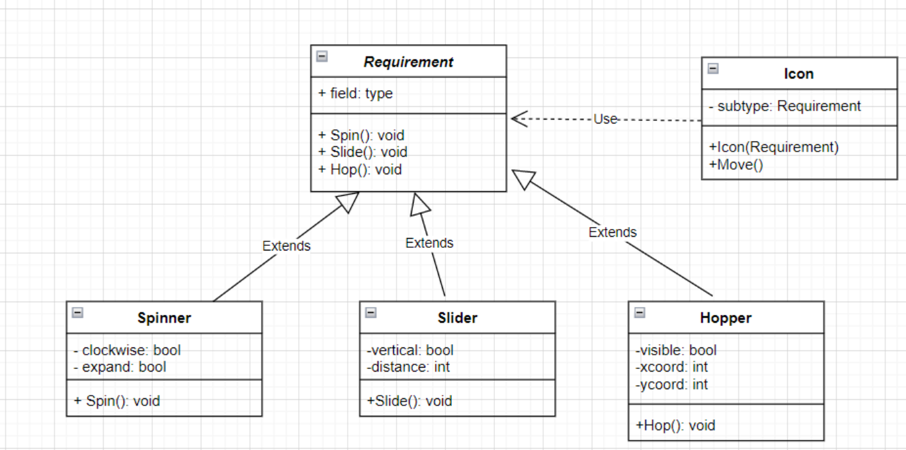 Requirement
+ field: type
+ Spin(): void
+ Slide(): void
+ Hop(): void
Icon
- subtype: Requirement
+Icon(Requirement)
+Move()
Use
Extends
Extends
Extends
Spinner
- clockwise: bool
- expand: bool
+ Spin(): void
Slider
-vertical: bool
-distance: int
+Slide(): void
Hopper
-visible: bool
-xcoord: int
-ycoord: int
+Hop(): void